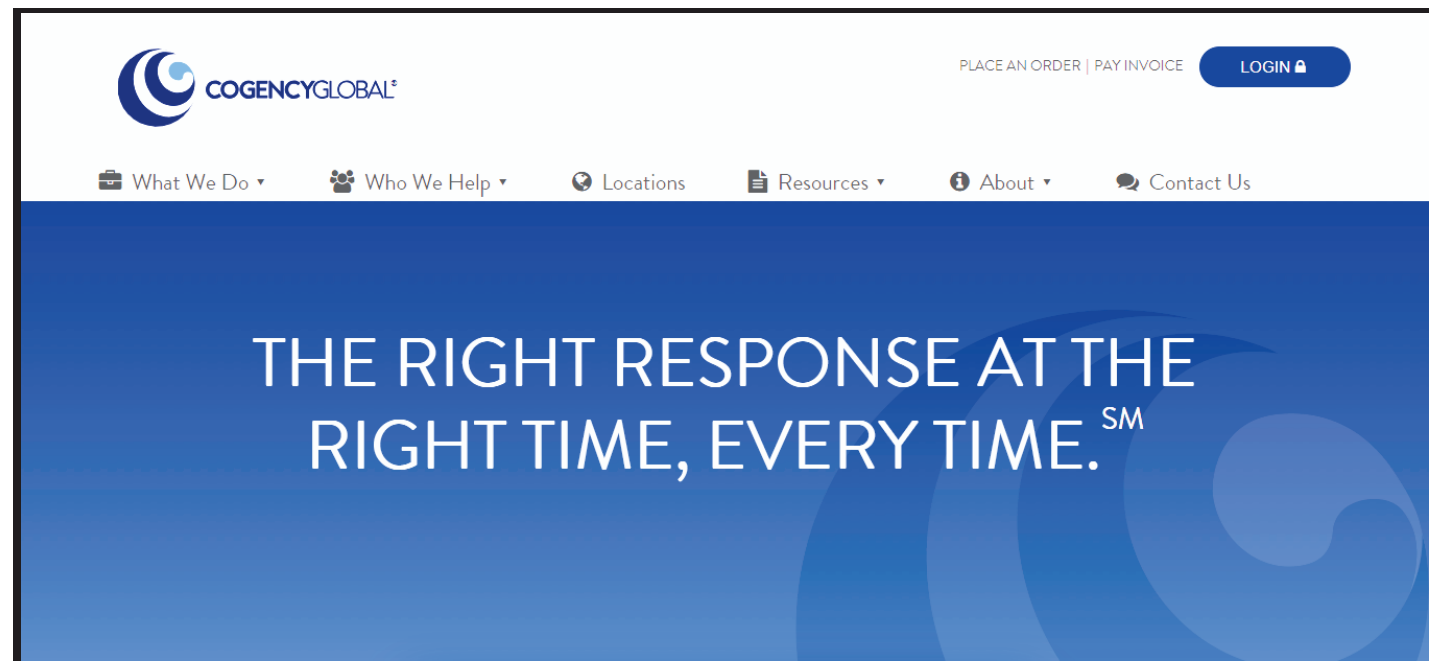 COGENCYGLOBAL®
PLACE AN ORDER | PAY INVOICE
LOGIN
What We Do
Who We Help
Locations
Resources
About
Contact Us
THE RIGHT RESPONSE AT THE
RIGHT TIME, EVERY TIME.SM